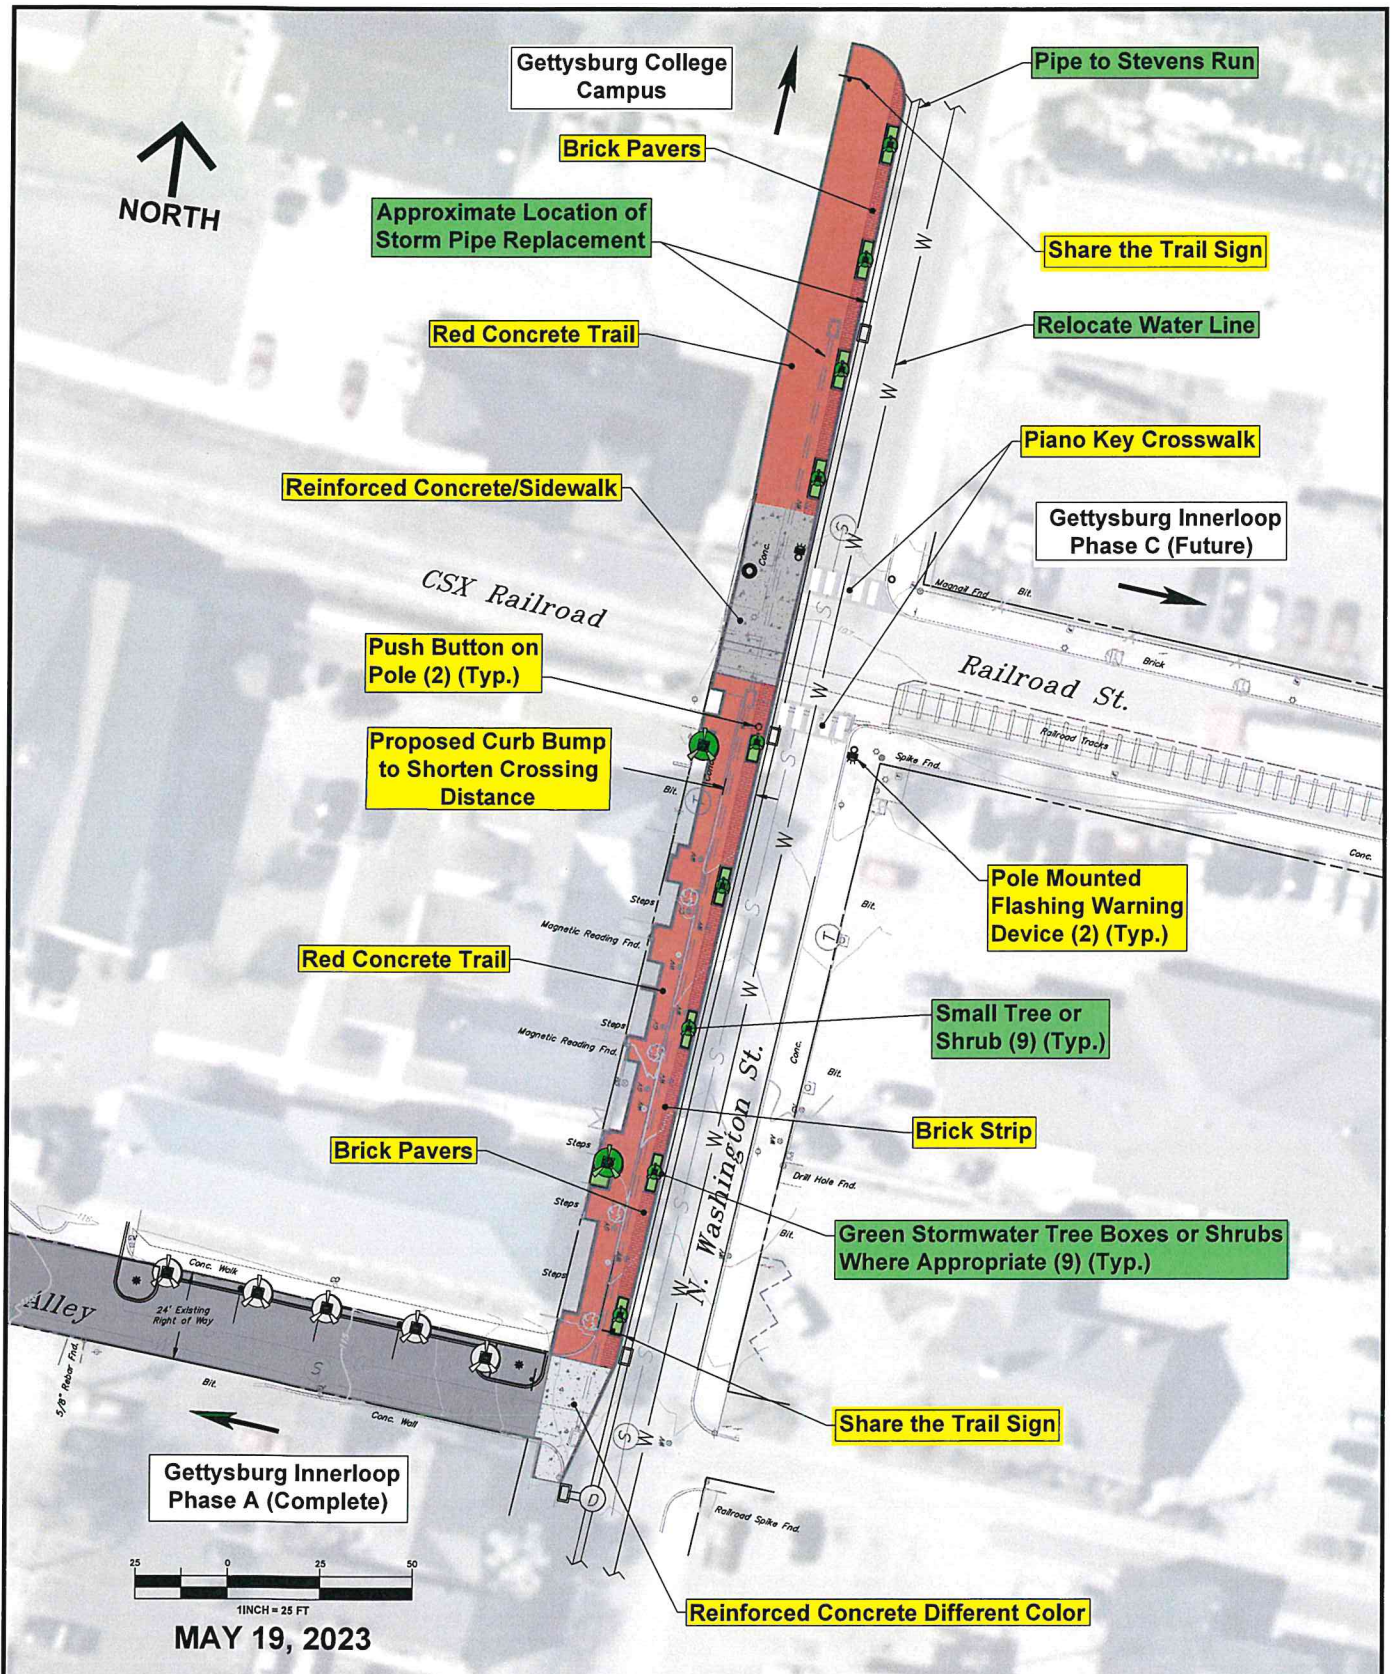 Gettysburg College
Campus
Pipe to Stevens Run
Brick Pavers
NORTH
Approximate Location of
Storm Pipe Replacement
Share the Trail Sign
Red Concrete Trail
Relocate Water Line
W
W
Piano Key Crosswalk
Reinforced Concrete/Sidewalk
Gettysburg Innerloop
Phase C (Future)
S
W
Conc.
CSX Railroad
Magnail Fnd
Bit.
S
Push Button on
Pole (2) (Typ.)
Railroad St.
Brick
W
Railroad Tracks
Proposed Curb Bump
to Shorten Crossing
Distance
Spike Fnd.
Conc.
Bit.
T
S
W
Conc.
Pole Mounted
Flashing Warning
Device (2) (Typ.)
Steps
Bit.
S
Magnetic Reading Fnd.
T
Red Concrete Trail
S
W
Small Tree or
Shrub (9) (Typ.)
Steps
Magnetic Reading Fnd.
Conc.
Bit.
S
Brick Strip
Steps
W
Brick Pavers
Drill Hole Fnd.
Steps
N. Washington St.
Green Stormwater Tree Boxes or Shrubs
Where Appropriate (9) (Typ.)
Bit.
Conc. Walk
Steps
W
Alley
24' Existing
Right of Way
S
5/8" Rebar Fnd.
Bit.
Conc. Wall
Share the Trail Sign
S
W
Gettysburg Innerloop
Phase A (Complete)
D
Railroad Spike Fnd.
25 0 25 50
1INCH = 25 FT
Reinforced Concrete Different Color
MAY 19, 2023